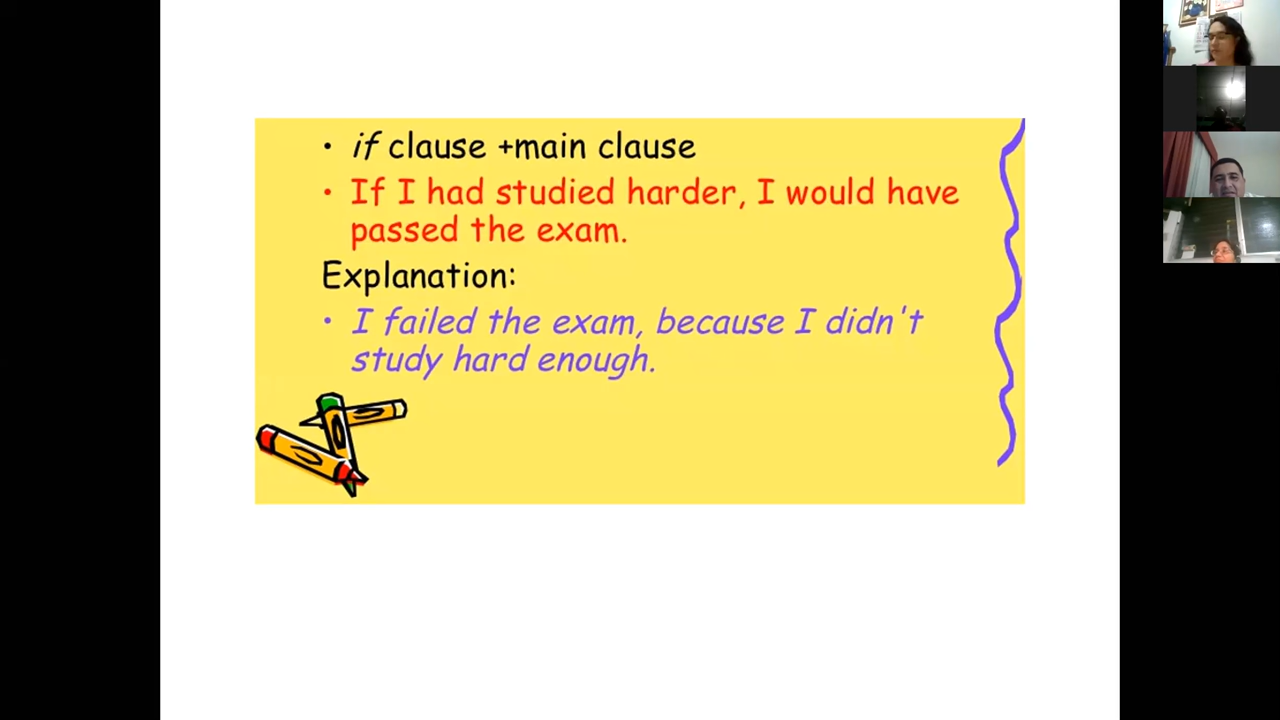 • if clause +main clause
• If I had studied harder, I would have
passed the exam.
Explanation:
• I failed the exam, because I didn't
study hard enough.